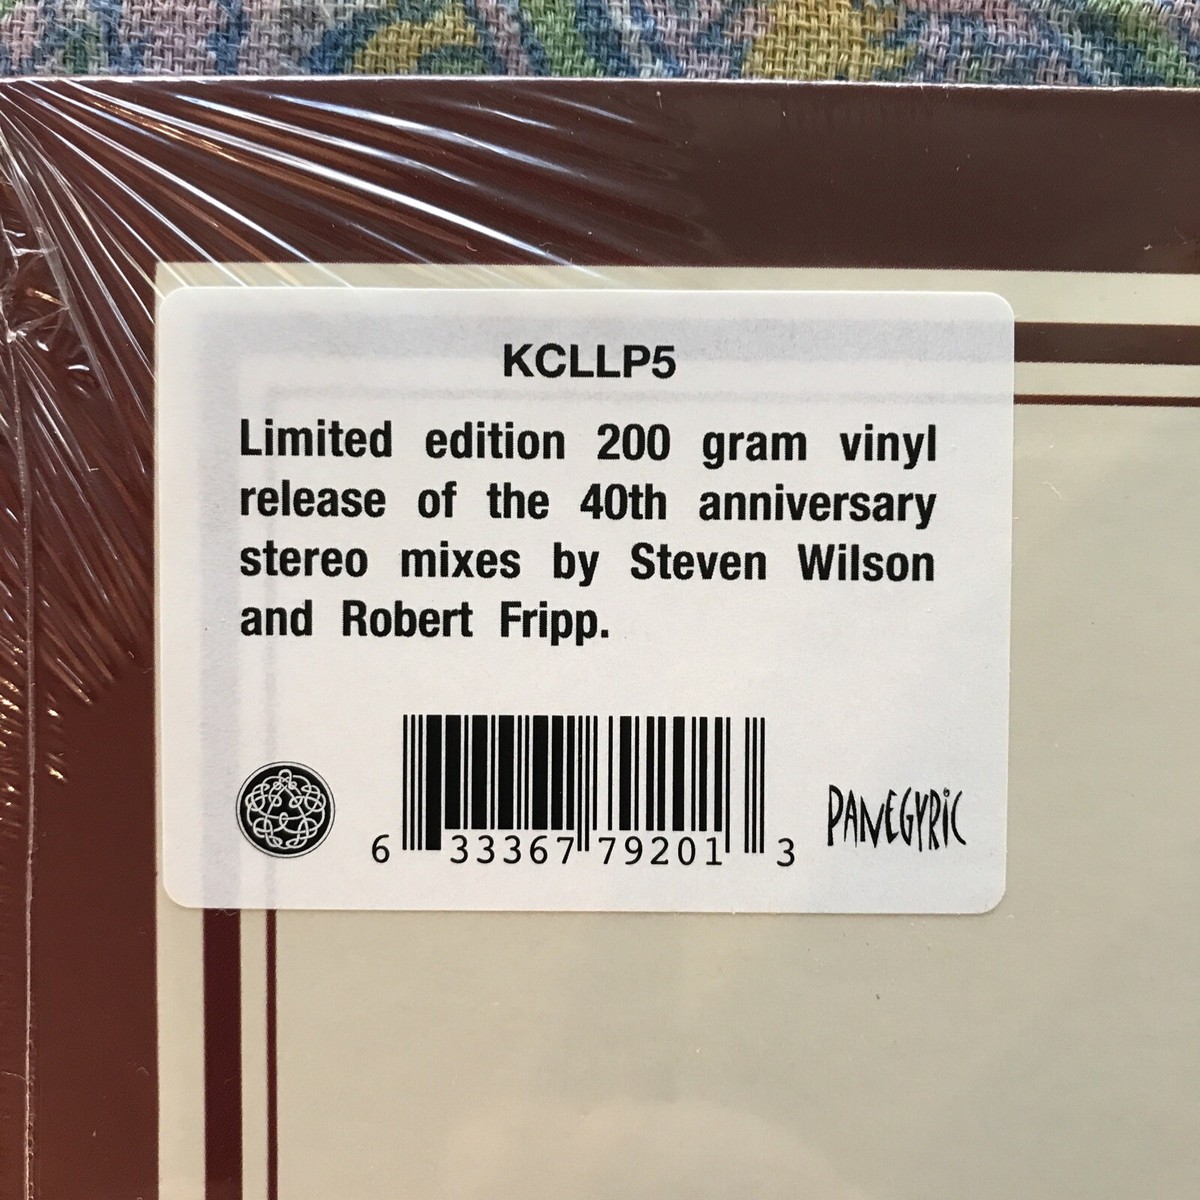 KCLLP5
Limited edition 200 gram vinyl
release of the 40th anniversary
stereo mixes by Steven Wilson
and Robert Fripp.
6 33367 79201 3
PANEGYRIC